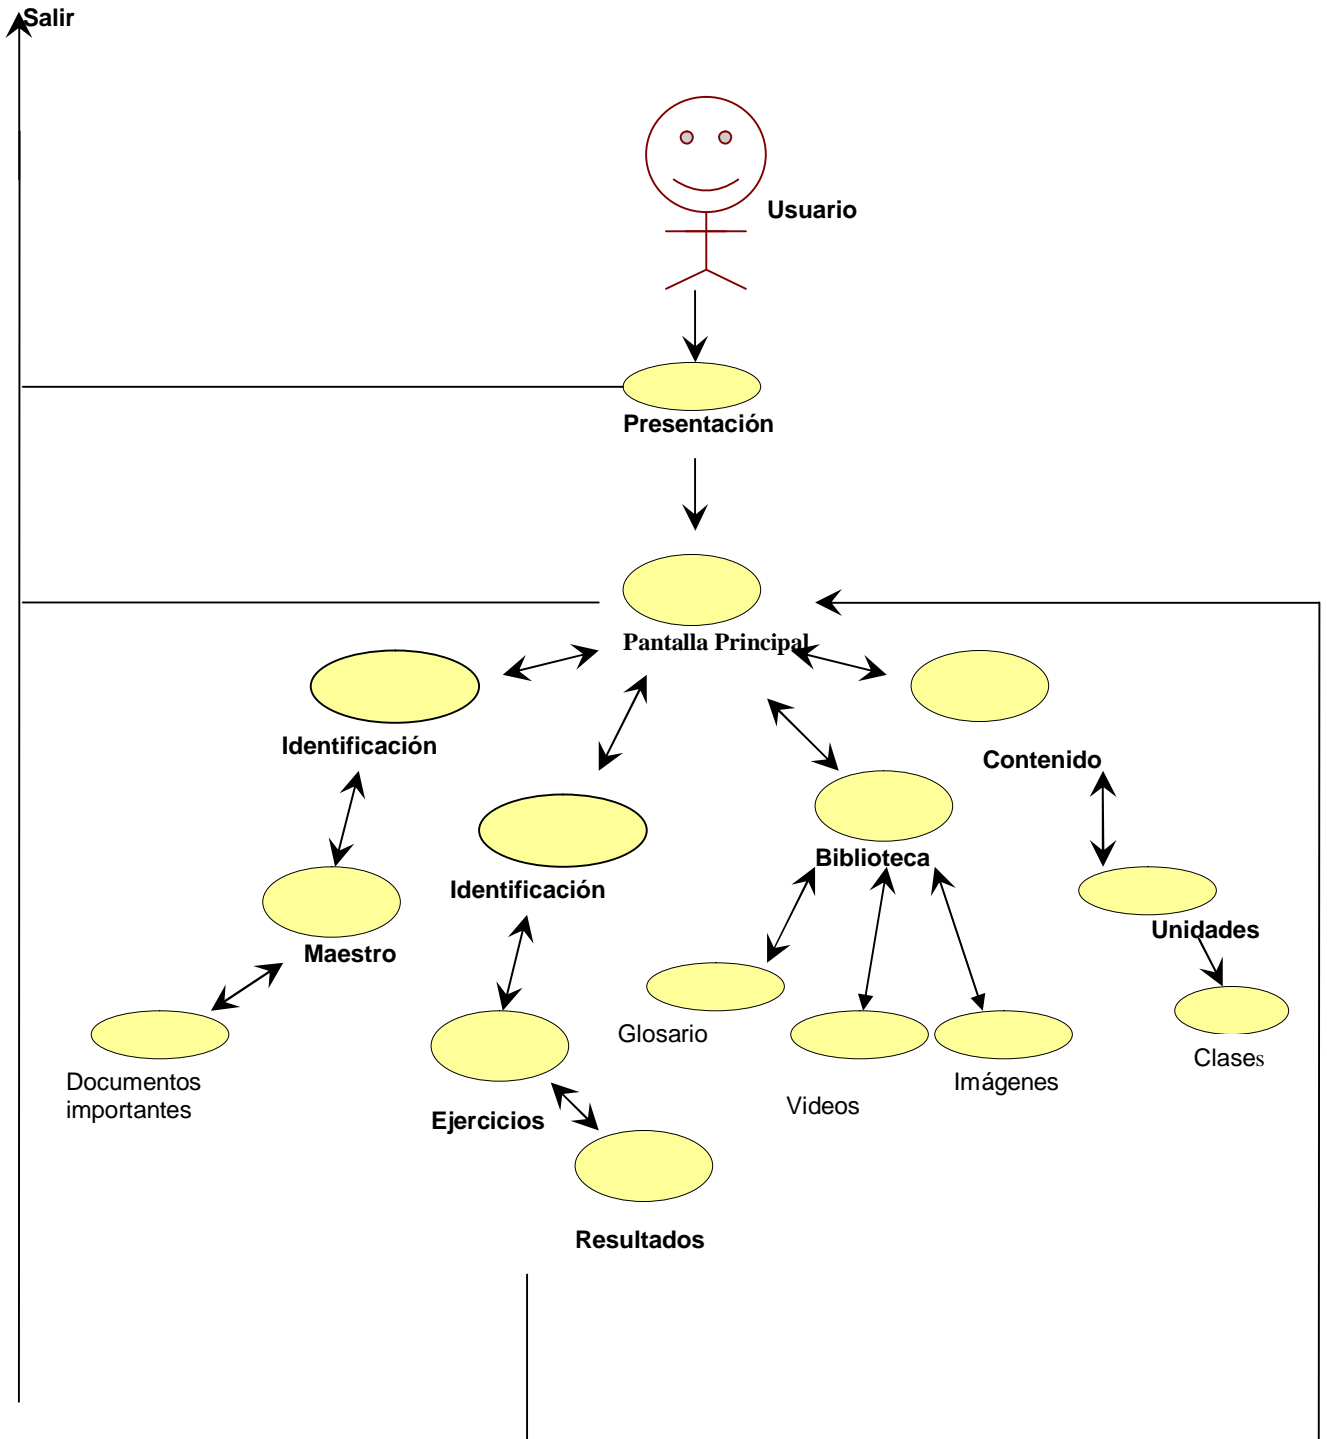 Salir
Usuario
Presentación
Pantalla Principal
Identificación
Contenido
Biblioteca
Identificación
Unidades
Maestro
Glosario
Clases
Documentos
importantes
Imágenes
Videos
Ejercicios
Resultados